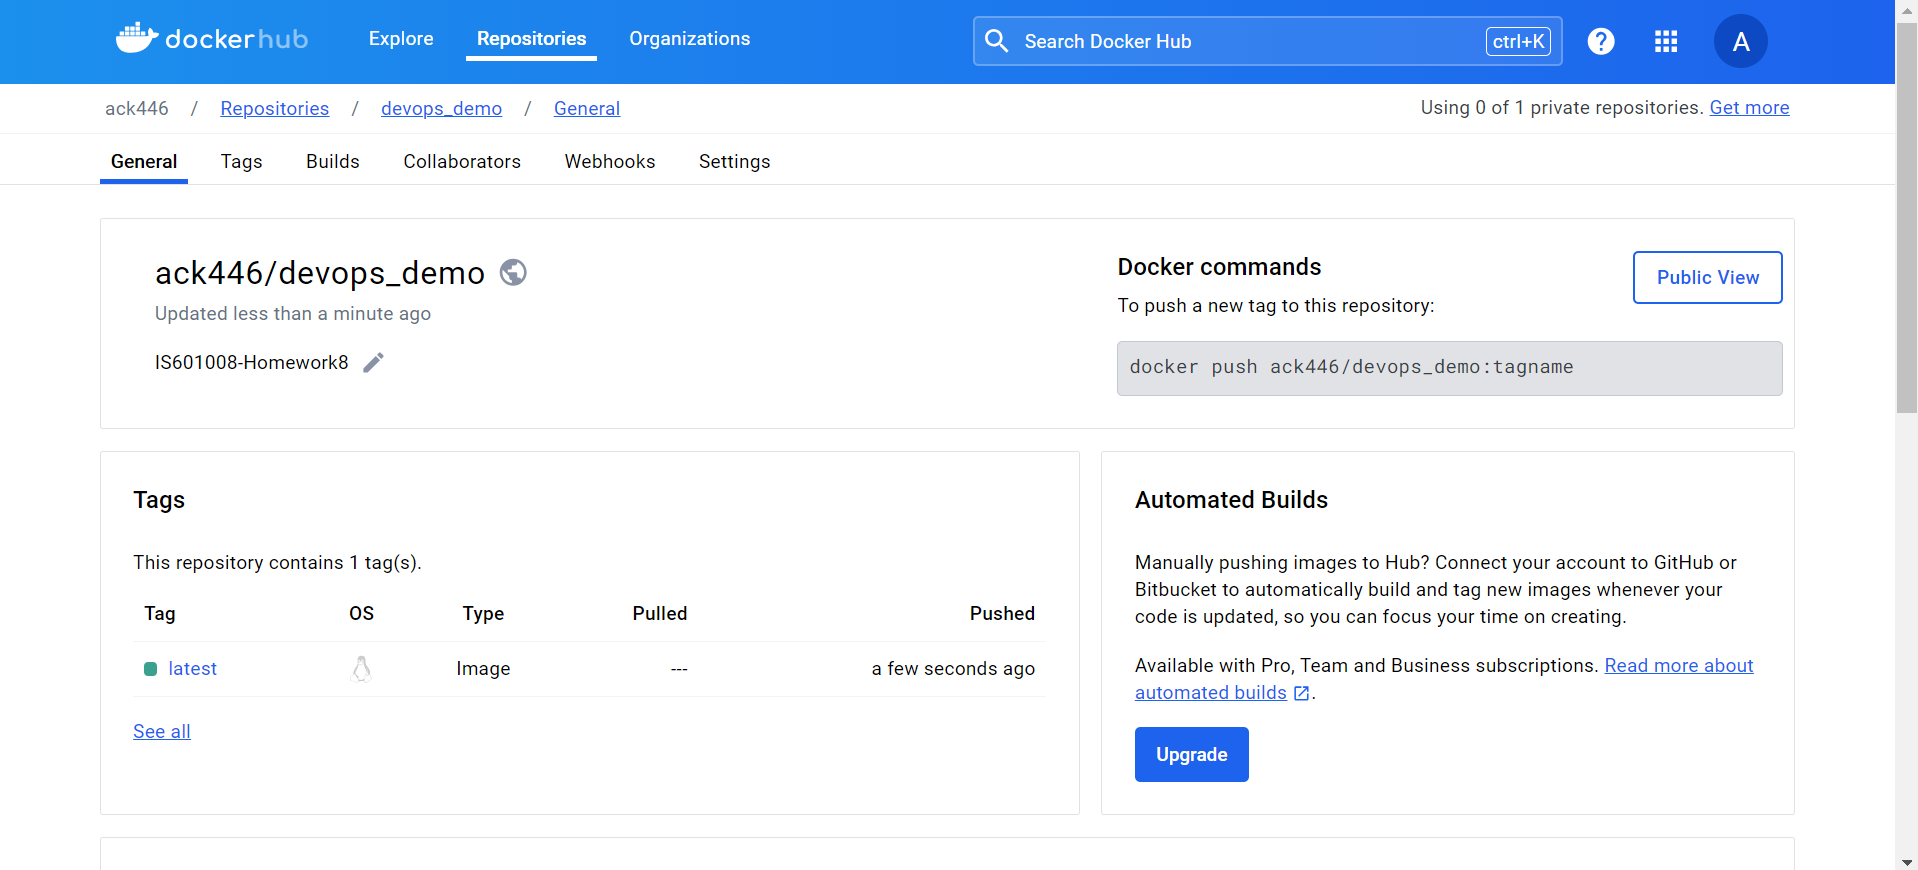 dockerhub
Explore
Repositories
Organizations
Search Docker Hub
ctrl+K
?
A
ack446 / Repositories / devops_demo / General
Using 0 of 1 private repositories. Get more
General
Tags
Builds
Collaborators
Webhooks
Settings
ack446/devops_demo
Updated less than a minute ago
IS601008-Homework8
Docker commands
Public View
To push a new tag to this repository:
docker push ack446/devops_demo:tagname
Tags
This repository contains 1 tag(s).
Tag OS Type Pulled Pushed
latest Image --- a few seconds ago
See all
Automated Builds
Manually pushing images to Hub? Connect your account to GitHub or
Bitbucket to automatically build and tag new images whenever your
code is updated, so you can focus your time on creating.
Available with Pro, Team and Business subscriptions. Read more about
automated builds .
Upgrade